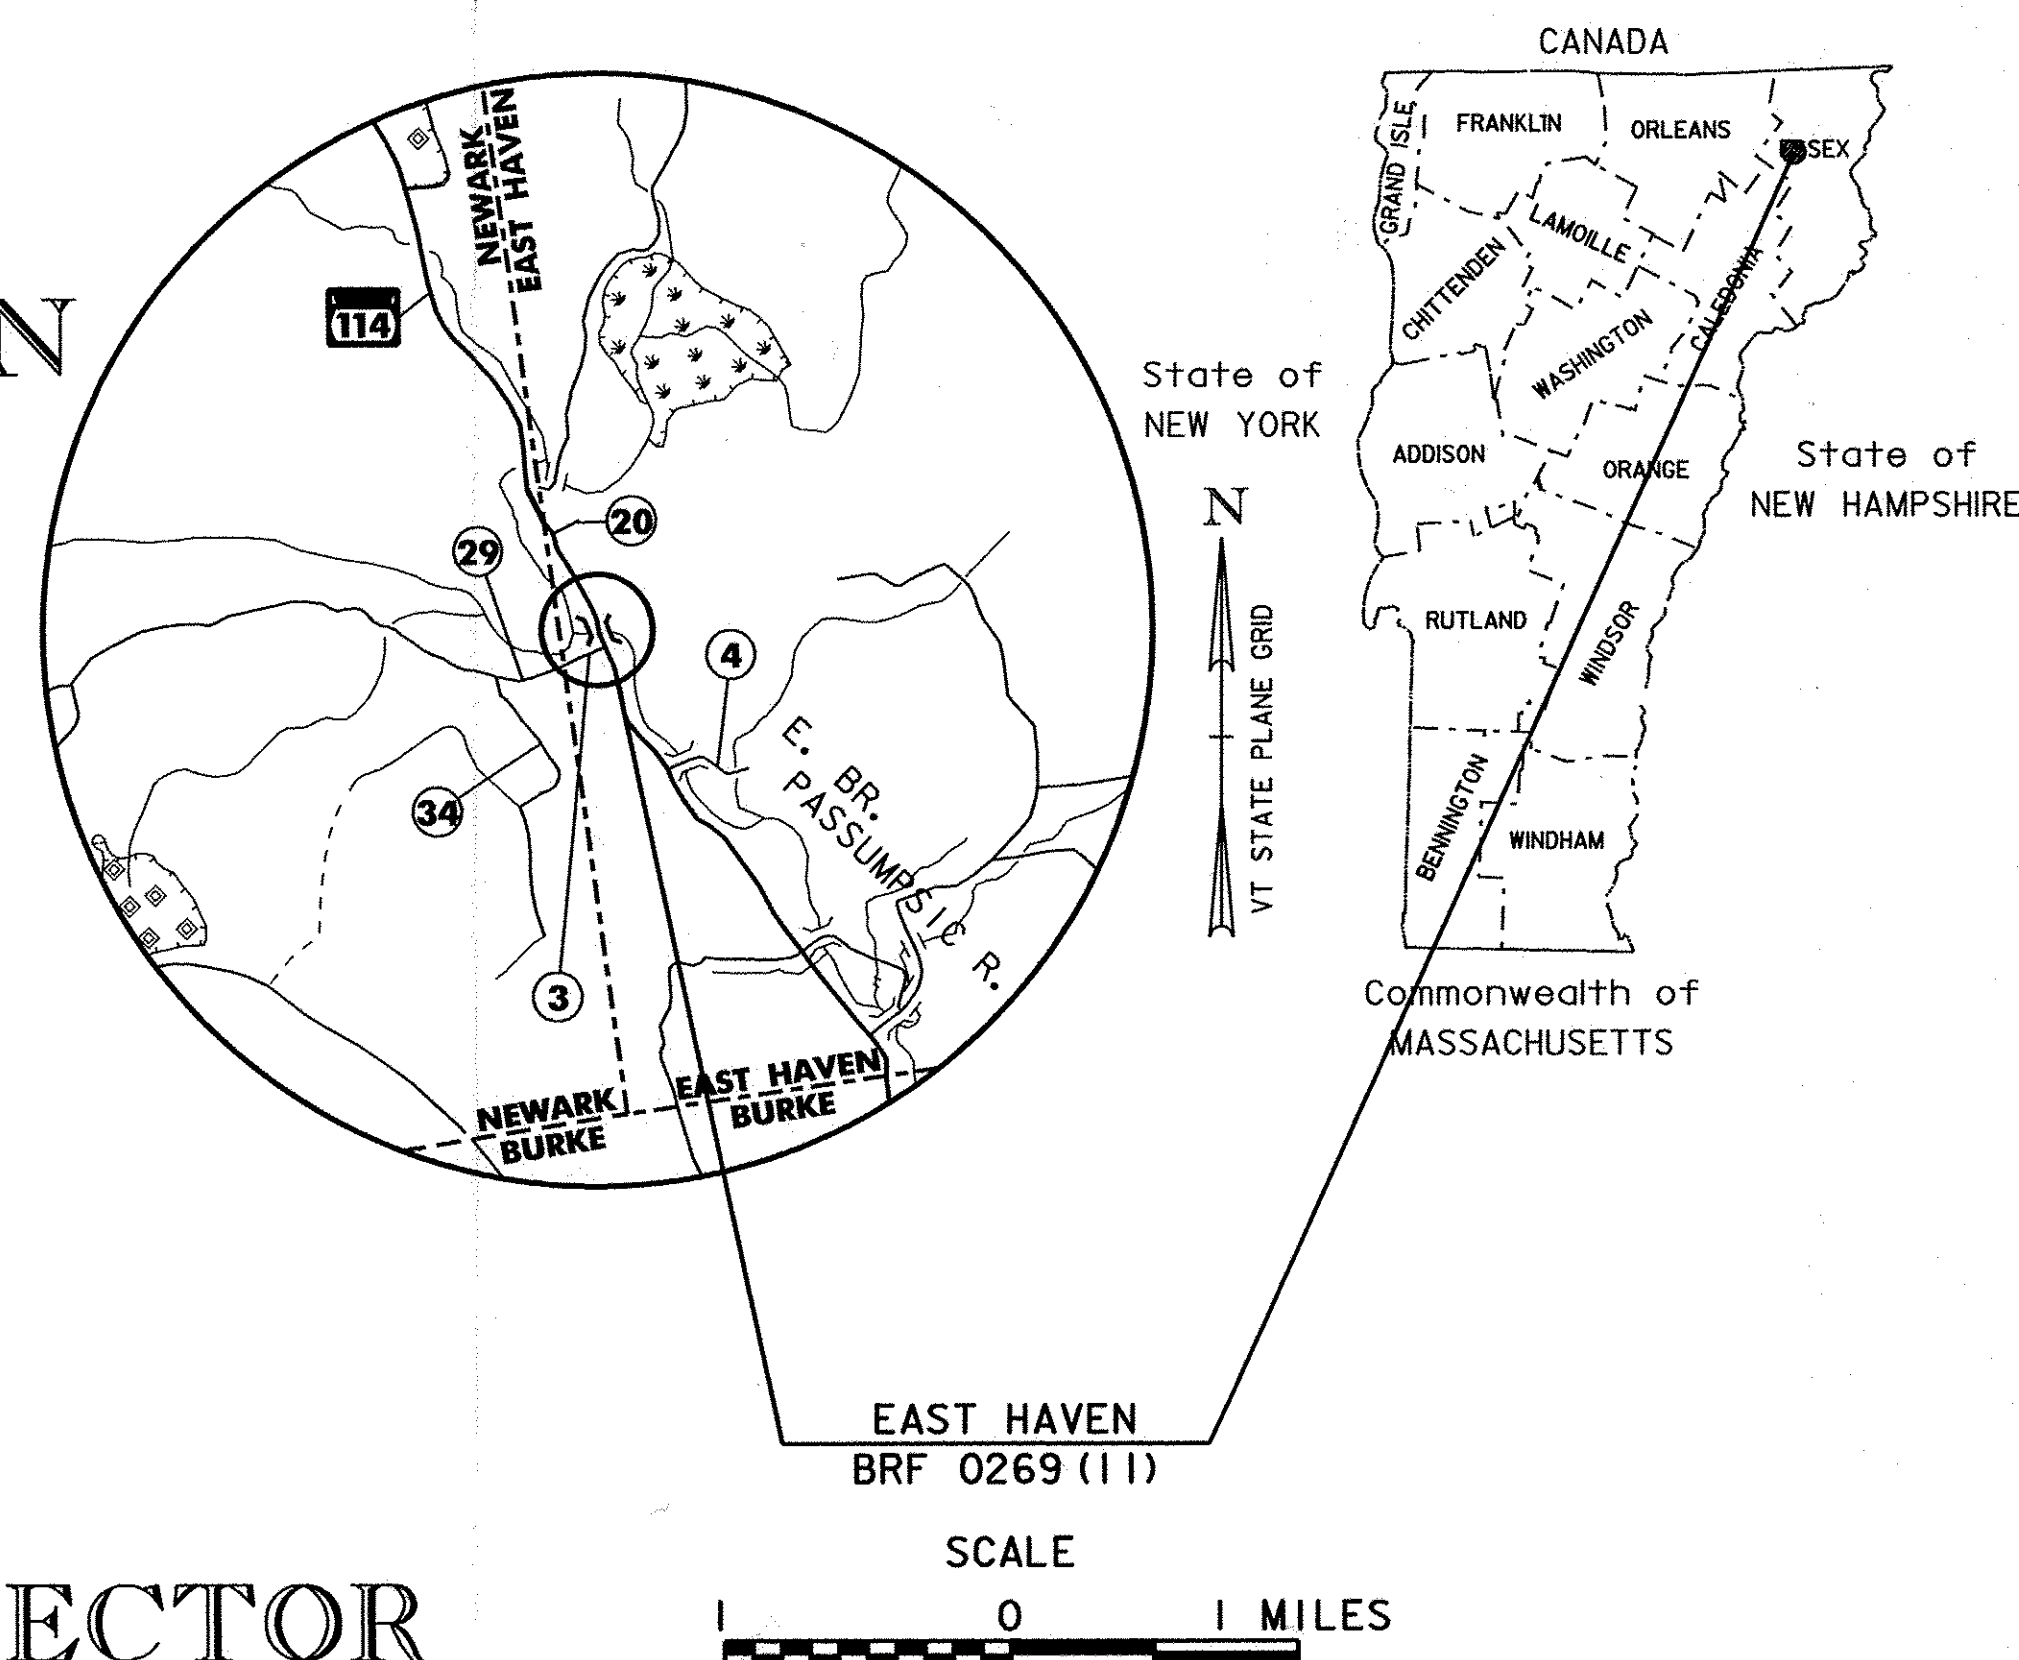 N
NEWARK
EAST HAVEN
114
20
29
4
34
3
E. BR.
PASSUMPSIC R.
NEWARK
BURKE
EAST HAVEN
BURKE
CANADA
GRAND ISLE
FRANKLIN
ORLEANS
SEX
LAMOILLE
CHITTENDEN
CALEDONIA
WASHINGTON
State of
NEW YORK
ADDISON
ORANGE
State of
NEW HAMPSHIRE
N
VT STATE PLANE GRID
RUTLAND
WINDSOR
BENNINGTON
WINDHAM
Commonwealth of
MASSACHUSETTS
EAST HAVEN
BRF 0269 (11)
SCALE
1 0 1 MILES
ECTOR